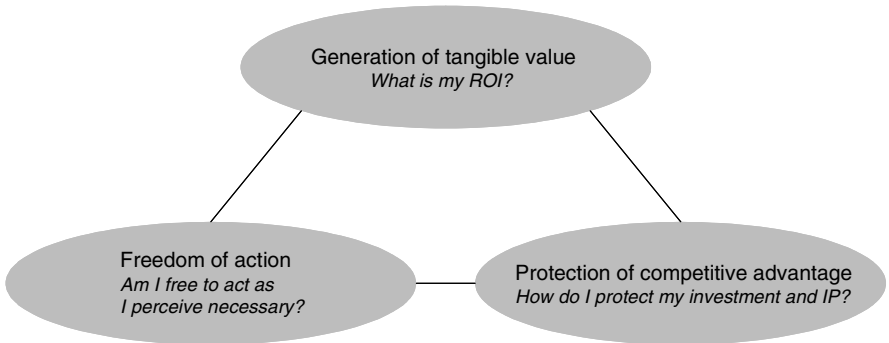 Generation of tangible value
What is my ROI?
Freedom of action
Am I free to act as
I perceive necessary?
Protection of competitive advantage
How do I protect my investment and IP?